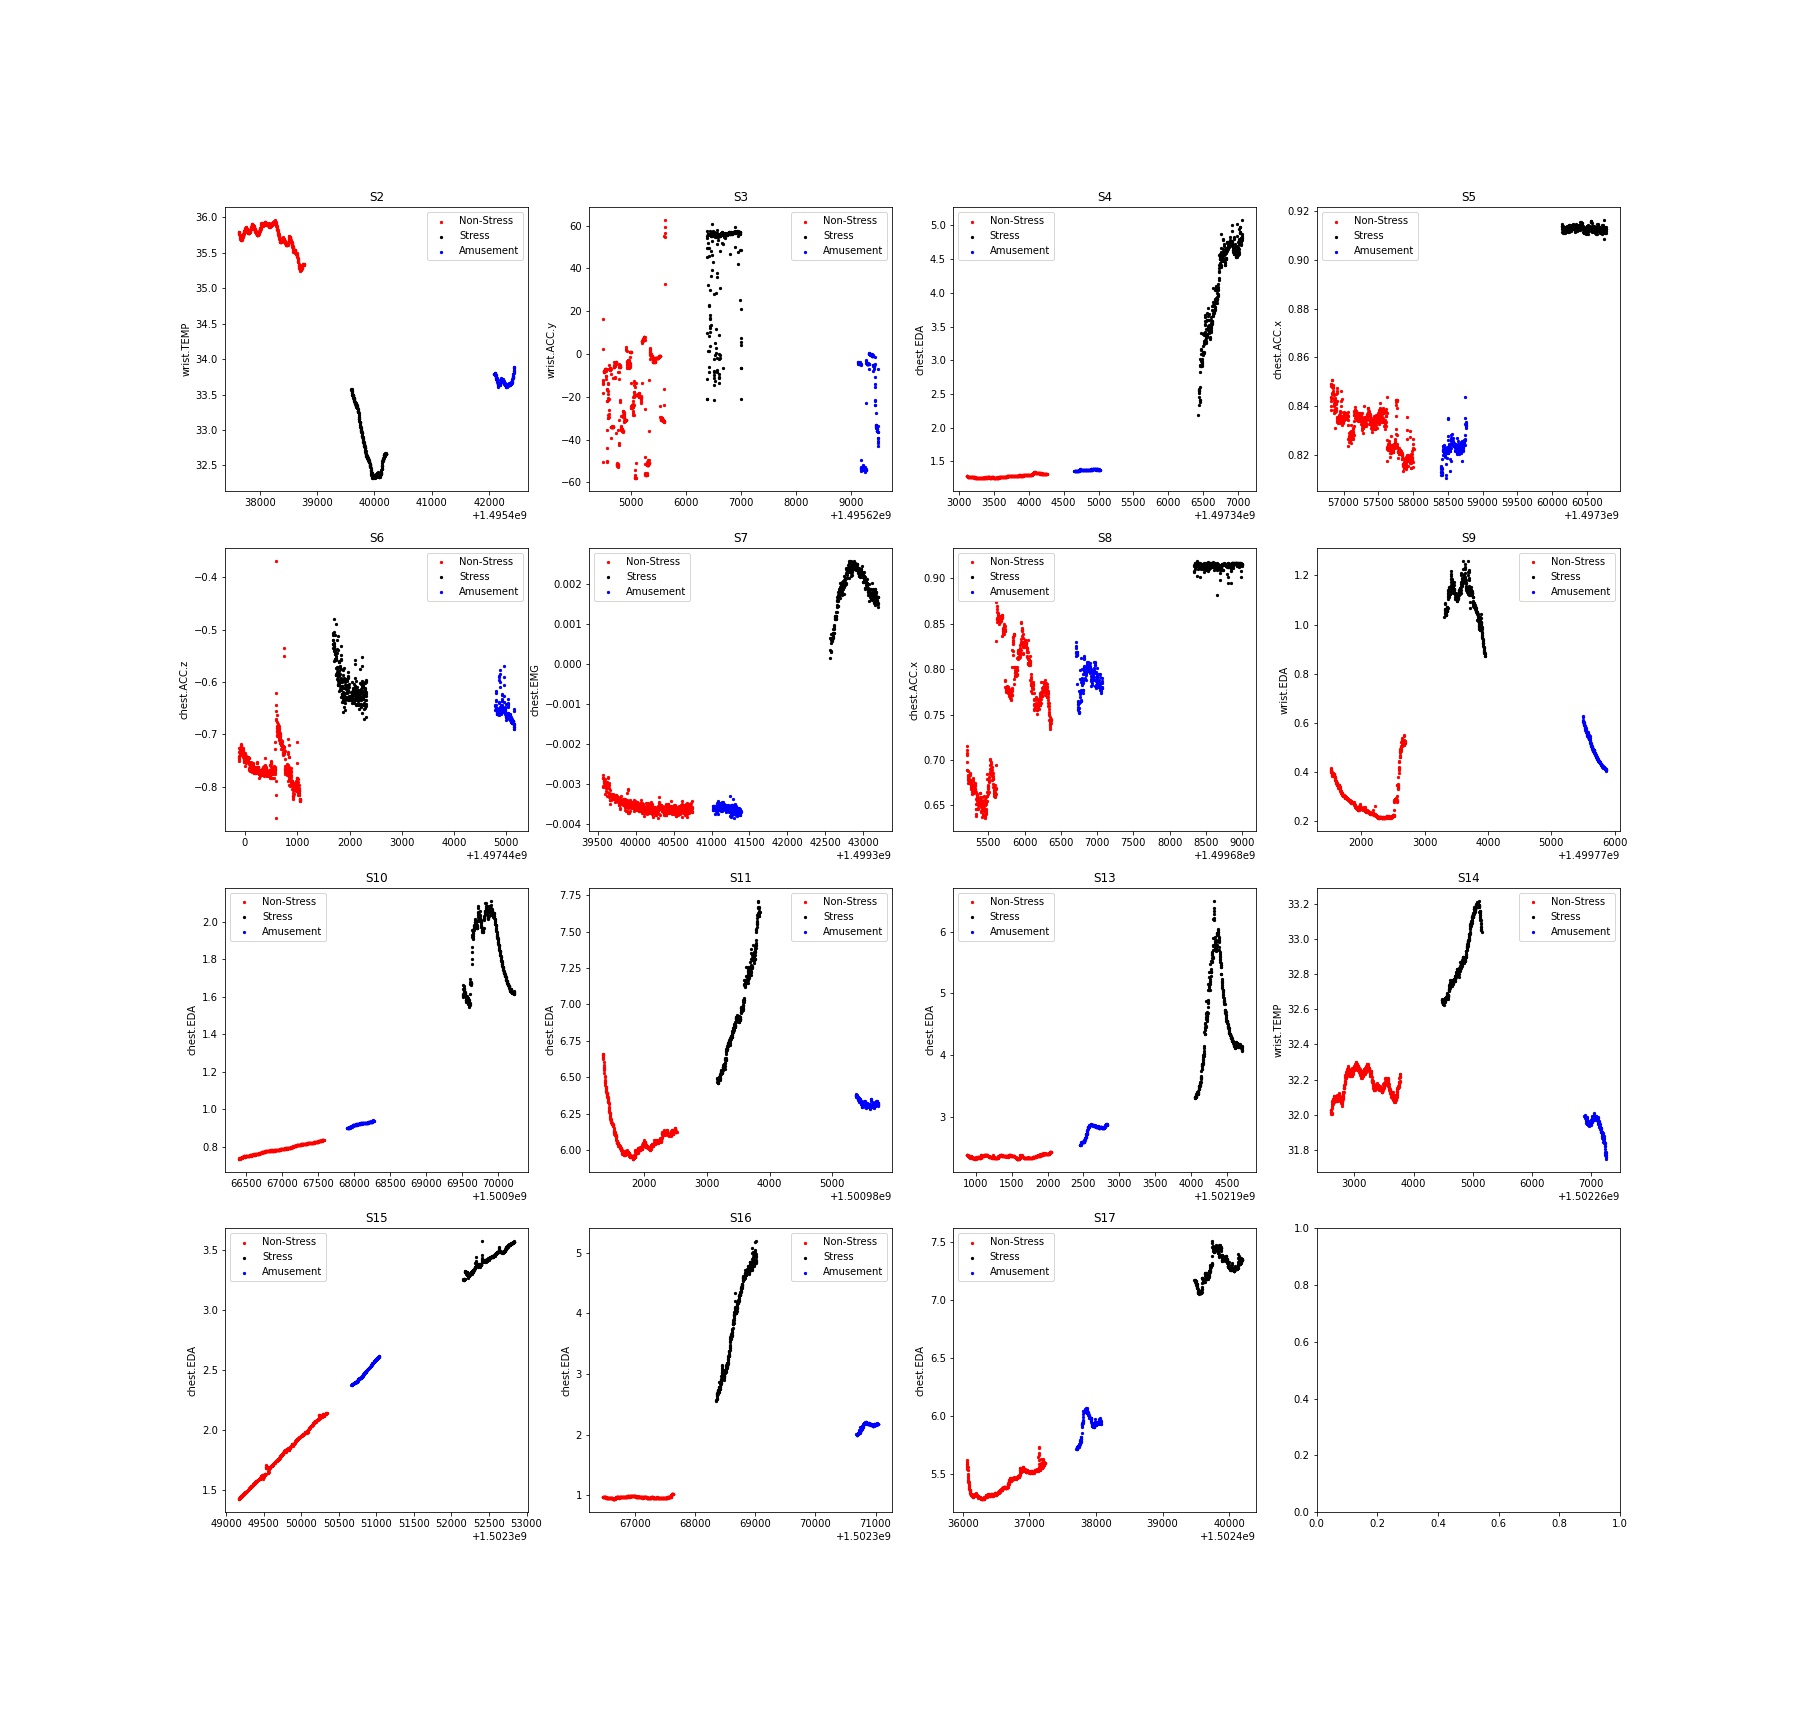 S2
Non-Stress
Stress
Amusement
36.0
35.5
35.0
34.5
34.0
33.5
33.0
32.5
wrist.TEMP
38000 39000 40000 41000 42000
+1.4954e9
S3
Non-Stress
Stress
Amusement
60
40
20
0
−20
−40
−60
wrist.ACC.y
5000 6000 7000 8000 9000
+1.49562e9
S4
Non-Stress
Stress
Amusement
5.0
4.5
4.0
3.5
3.0
2.5
2.0
1.5
chest.EDA
3000 3500 4000 4500 5000 5500 6000 6500 7000
+1.49734e9
S5
Non-Stress
Stress
Amusement
0.92
0.90
0.88
0.86
0.84
0.82
chest.ACC.x
57000 57500 58000 58500 59000 59500 60000 60500
+1.4973e9
S6
Non-Stress
Stress
Amusement
−0.4
−0.5
−0.6
−0.7
−0.8
chest.ACC.z
0 1000 2000 3000 4000 5000
+1.49744e9
S7
Non-Stress
Stress
Amusement
0.002
0.001
0.000
−0.001
−0.002
−0.003
−0.004
chest.EMG
39500 40000 40500 41000 41500 42000 42500 43000
+1.4993e9
S8
Non-Stress
Stress
Amusement
0.90
0.85
0.80
0.75
0.70
0.65
chest.ACC.x
5500 6000 6500 7000 7500 8000 8500 9000
+1.49968e9
S9
Non-Stress
Stress
Amusement
1.2
1.0
0.8
0.6
0.4
0.2
wrist.EDA
2000 3000 4000 5000 6000
+1.49977e9
S10
Non-Stress
Stress
Amusement
2.0
1.8
1.6
1.4
1.2
1.0
0.8
chest.EDA
66500 67000 67500 68000 68500 69000 69500 70000
+1.5009e9
S11
Non-Stress
Stress
Amusement
7.75
7.50
7.25
7.00
6.75
6.50
6.25
6.00
chest.EDA
2000 3000 4000 5000
+1.50098e9
S13
Non-Stress
Stress
Amusement
6
5
4
3
chest.EDA
1000 1500 2000 2500 3000 3500 4000 4500
+1.50219e9
S14
Non-Stress
Stress
Amusement
33.2
33.0
32.8
32.6
32.4
32.2
32.0
31.8
wrist.TEMP
3000 4000 5000 6000 7000
+1.50226e9
S15
Non-Stress
Stress
Amusement
3.5
3.0
2.5
2.0
1.5
chest.EDA
49000 49500 50000 50500 51000 51500 52000 52500 53000
+1.5023e9
S16
Non-Stress
Stress
Amusement
5
4
3
2
1
chest.EDA
67000 68000 69000 70000 71000
+1.5023e9
S17
Non-Stress
Stress
Amusement
7.5
7.0
6.5
6.0
5.5
chest.EDA
36000 37000 38000 39000 40000
+1.5024e9
1.0
0.8
0.6
0.4
0.2
0.0
0.0 0.2 0.4 0.6 0.8 1.0